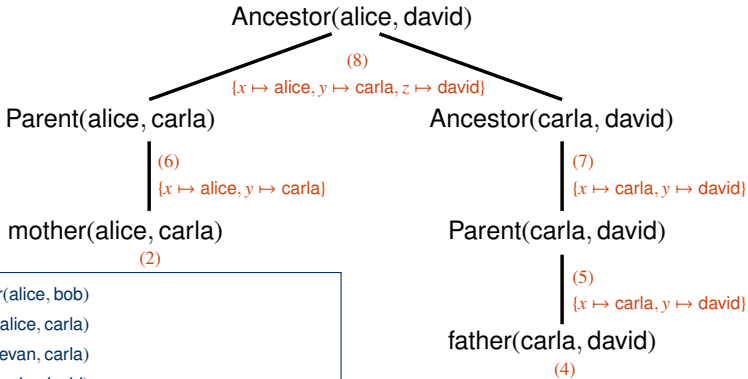 Ancestor(alice, david)
(8)
{x ↦ alice, y ↦ carla, z ↦ david}
Parent(alice, carla) Ancestor(carla, david)
(6) (7)
{x ↦ alice, y ↦ carla} {x ↦ carla, y ↦ david}
mother(alice, carla) Parent(carla, david)
(2)
(5)
{x ↦ carla, y ↦ david}
father(carla, david)
(4)
(alice, bob)
alice, carla)
evan, carla)